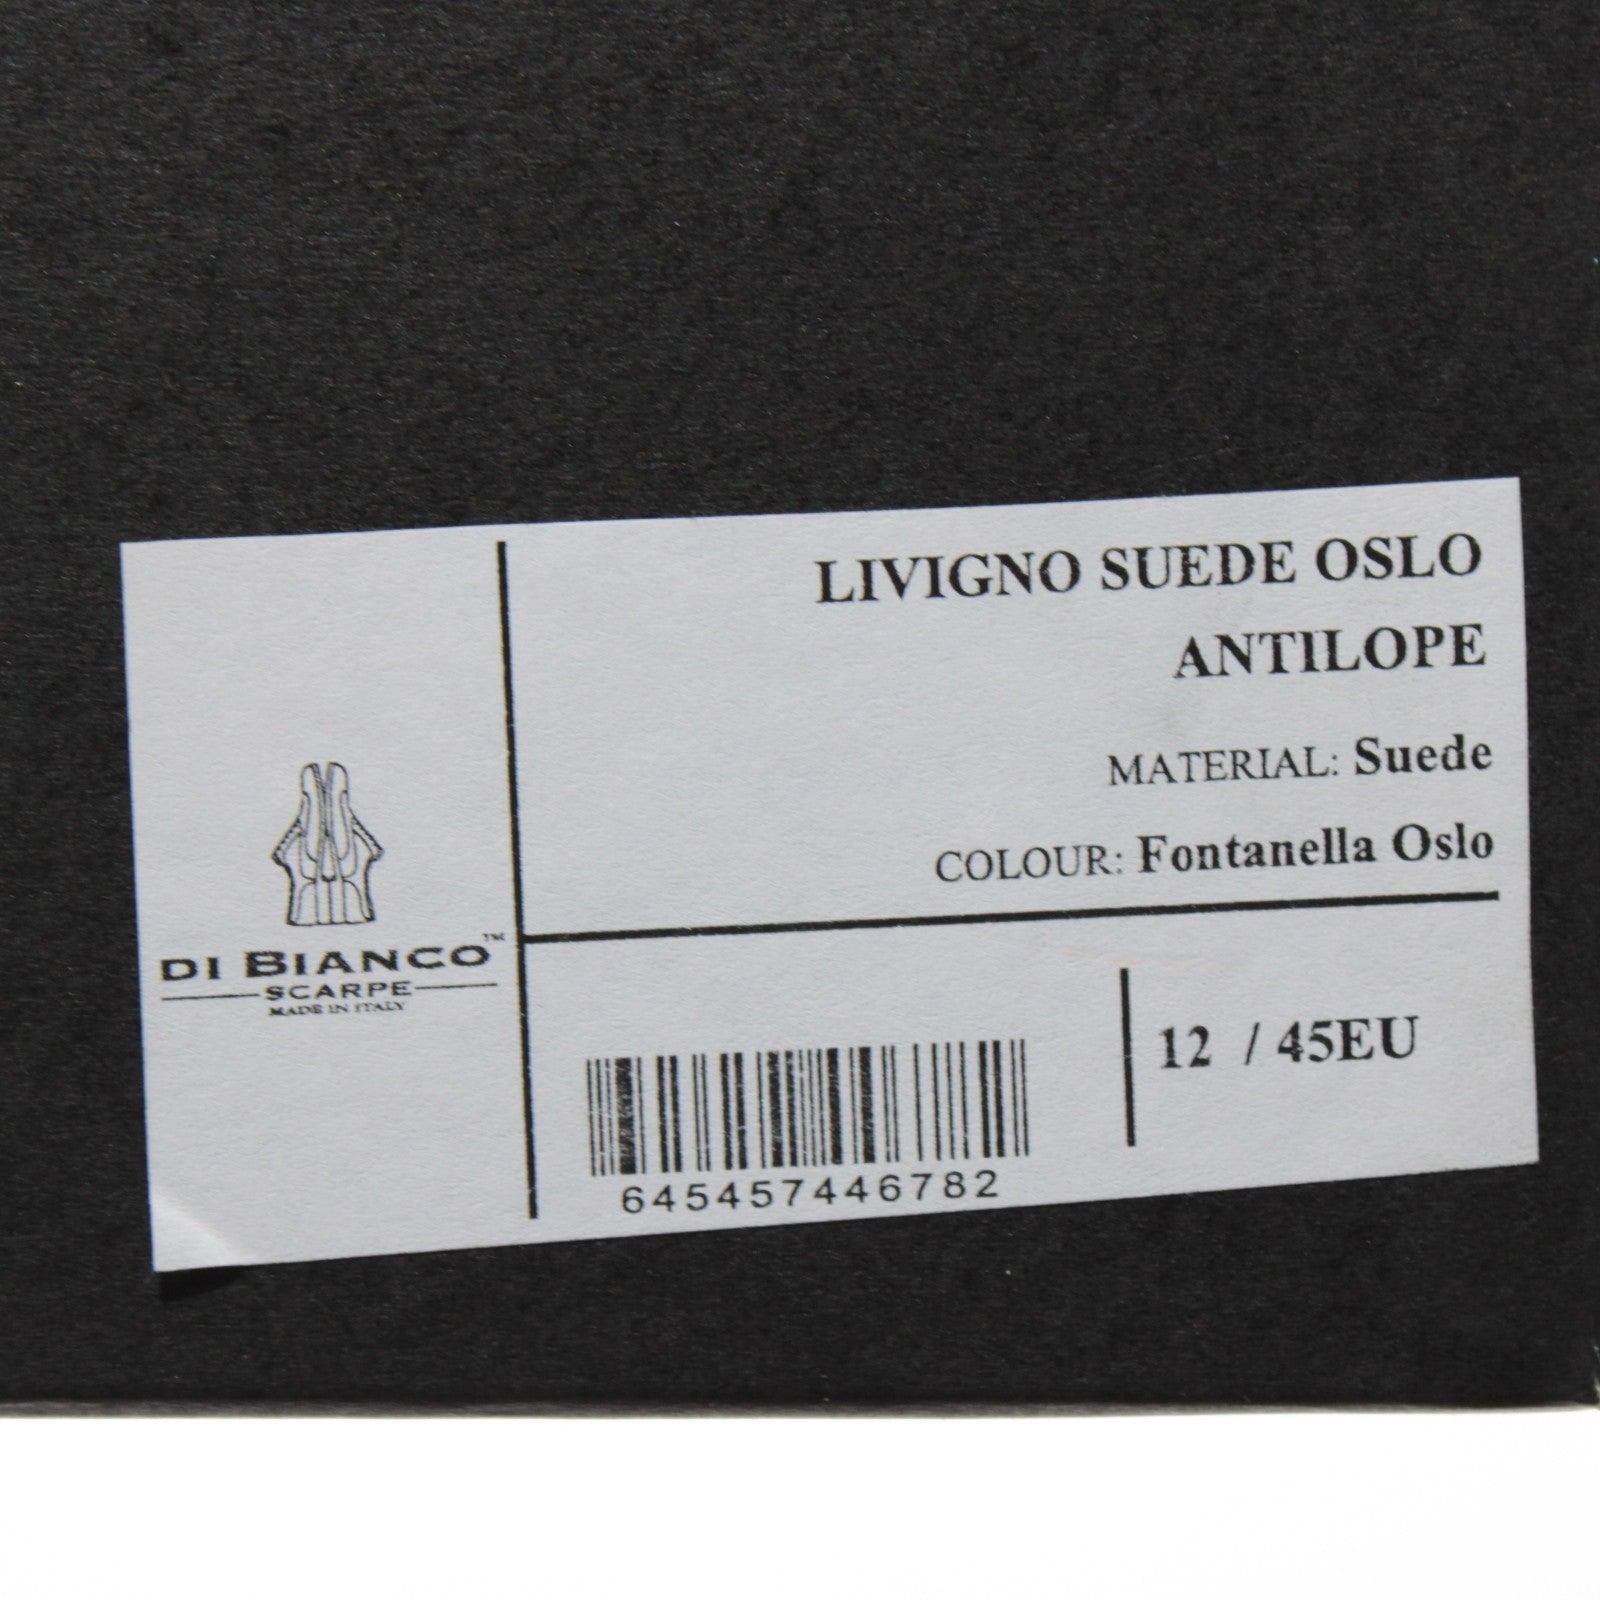 LIVIGNO SUEDE OSLO
ANTILOPE
MATERIAL: Suede
COLOUR: Fontanella Oslo
DI BIANCO™
SCARPE
MADE IN ITALY
12 / 45EU
645457446782